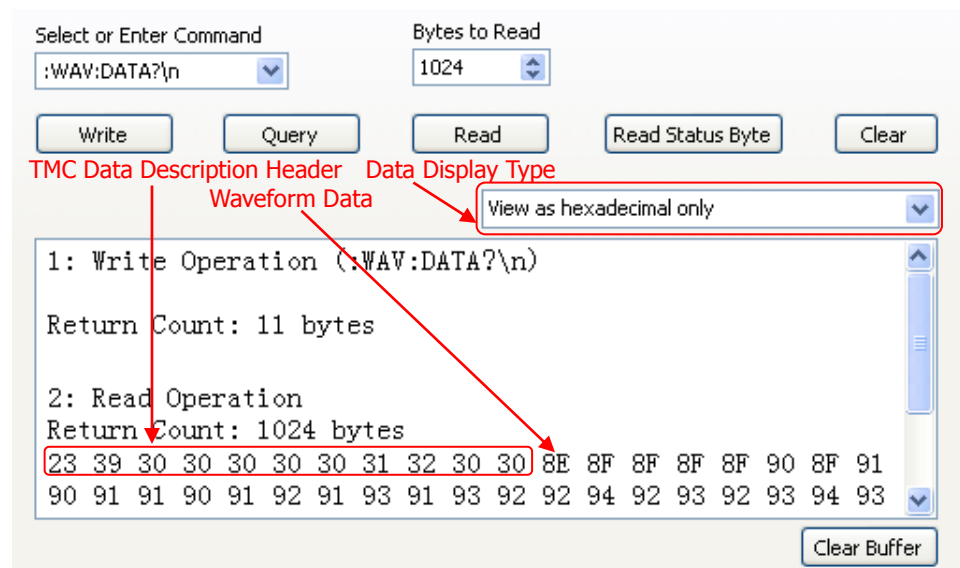 Select or Enter Command
Bytes to Read
:WAV:DATA?\n
1024
Write
Query
Read
Read Status Byte
Clear
TMC Data Description Header
Data Display Type
Waveform Data
View as hexadecimal only
1: Write Operation (:WAV:DATA?\n)
Return Count: 11 bytes
2: Read Operation
Return Count: 1024 bytes
23 39 30 30 30 30 30 31 32 30 30 8E 8F 8F 8F 8F 90 8F 91
90 91 91 90 91 92 91 93 91 93 92 92 94 92 93 92 93 94 93
Clear Buffer